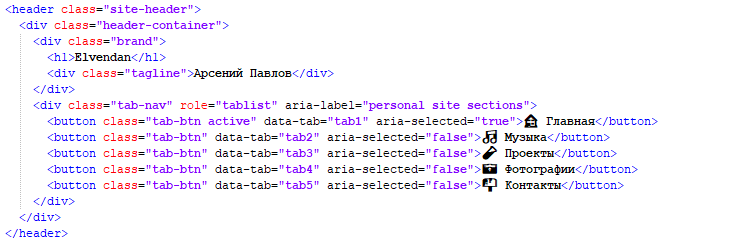 <header class="site-header">
<div class="header-container">
<div class="brand">
<h1>Elvendan</h1>
<div class="tagline">Арсений Павлов</div>
</div>
<div class="tab-nav" role="tablist" aria-label="personal site sections">
<button class="tab-btn active" data-tab="tab1" aria-selected="true">🏠 Главная</button>
<button class="tab-btn" data-tab="tab2" aria-selected="false">🎵 Музыка</button>
<button class="tab-btn" data-tab="tab3" aria-selected="false">🧪 Проекты</button>
<button class="tab-btn" data-tab="tab4" aria-selected="false">📷 Фотографии</button>
<button class="tab-btn" data-tab="tab5" aria-selected="false">📬 Контакты</button>
</div>
</div>
</header>